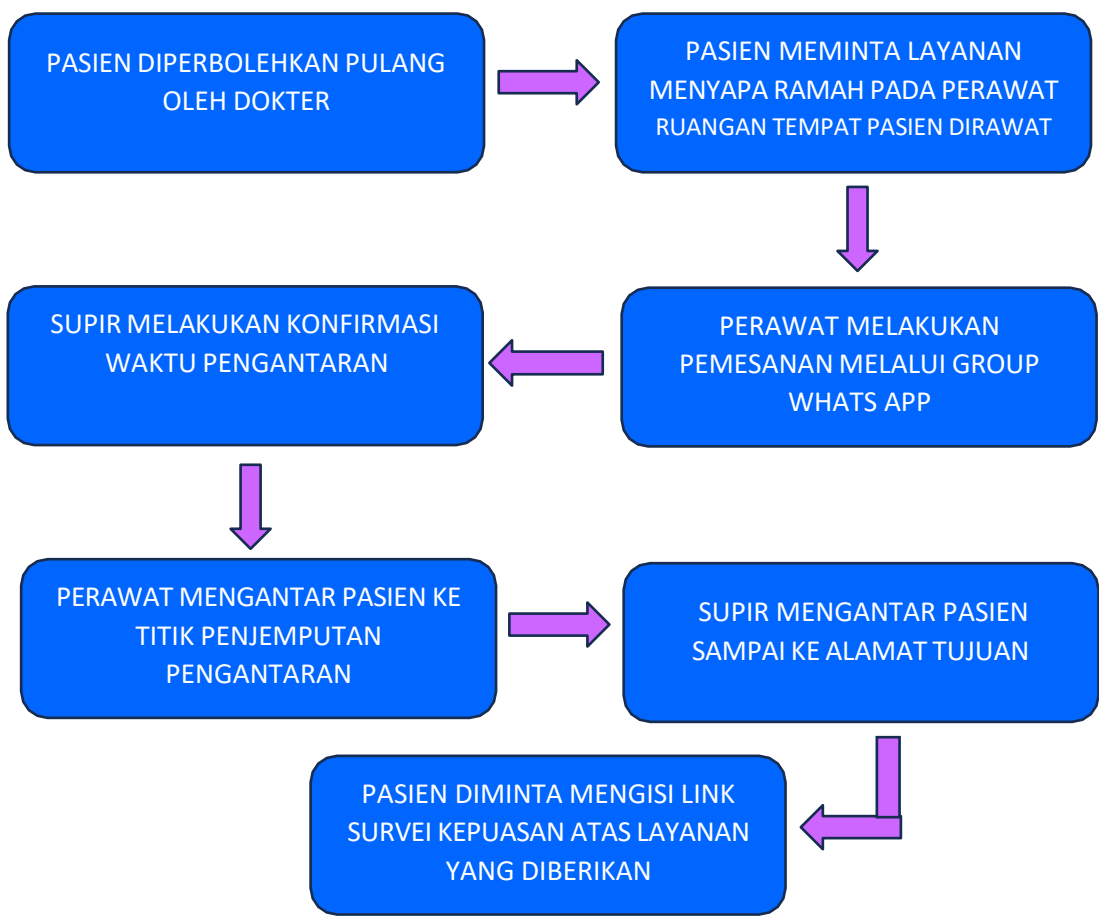 PASIEN DIPERBOLEHKAN PULANG
OLEH DOKTER
PASIEN MEMINTA LAYANAN
MENYAPA RAMAH PADA PERAWAT
RUANGAN TEMPAT PASIEN DIRAWAT
PERAWAT MELAKUKAN
PEMESANAN MELALUI GROUP
WHATS APP
SUPIR MELAKUKAN KONFIRMASI
WAKTU PENGANTARAN
PERAWAT MENGANTAR PASIEN KE
TITIK PENJEMPUTAN
PENGANTARAN
SUPIR MENGANTAR PASIEN
SAMPAI KE ALAMAT TUJUAN
PASIEN DIMINTA MENGISI LINK
SURVEI KEPUASAN ATAS LAYANAN
YANG DIBERIKAN